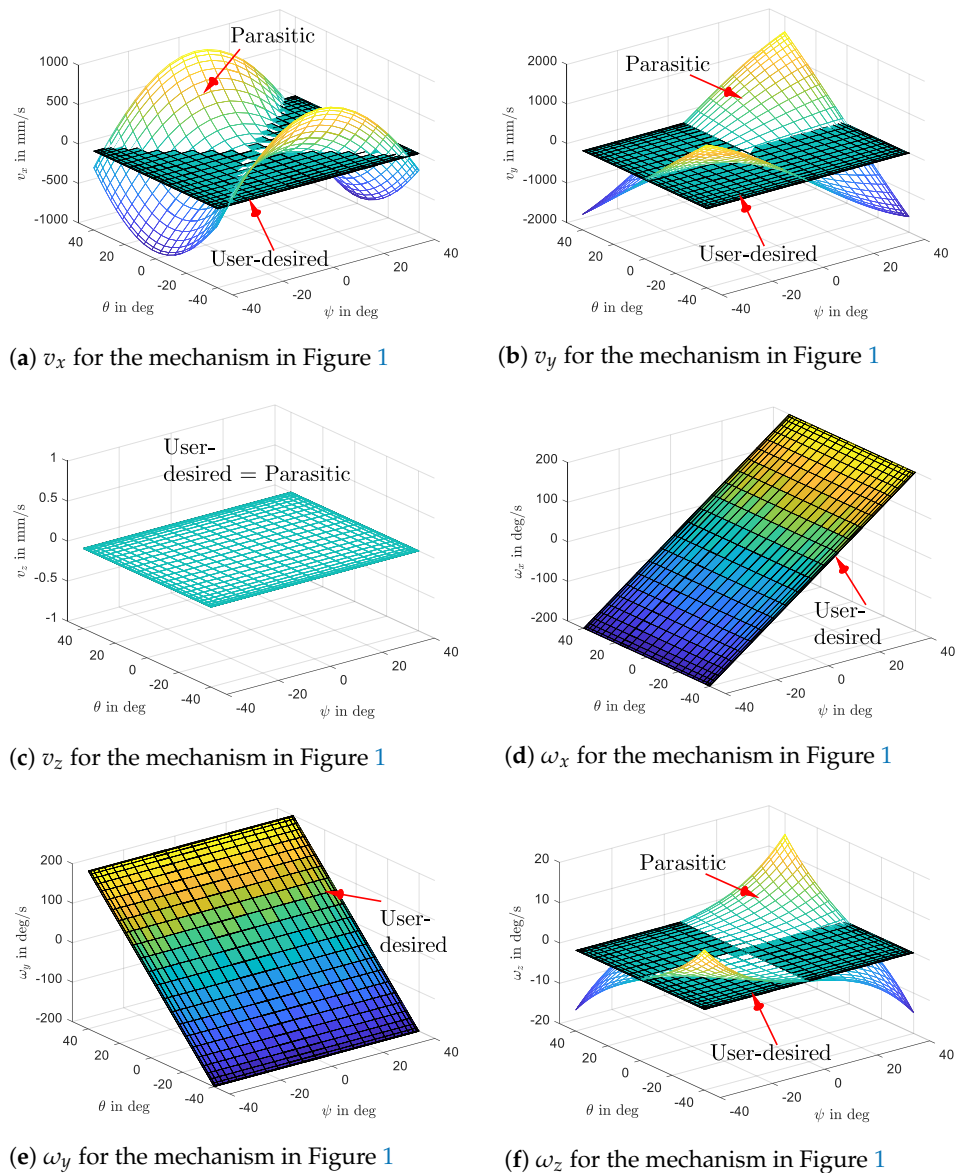 Parasitic
1000
500
0
-500
-1000
v_x in mm/s
User-desired
40
20
0
-20
-40
θ in deg
-40
-20
0
20
40
ψ in deg
(a) v_x for the mechanism in Figure 1
Parasitic
2000
1000
0
-1000
-2000
v_y in mm/s
User-desired
40
20
0
-20
-40
θ in deg
-40
-20
0
20
40
ψ in deg
(b) v_y for the mechanism in Figure 1
User-
desired = Parasitic
1
0.5
0
-0.5
-1
v_z in mm/s
40
20
0
-20
-40
θ in deg
-40
-20
0
20
40
ψ in deg
(c) v_z for the mechanism in Figure 1
200
100
0
-100
-200
ω_x in deg/s
User-
desired
40
20
0
-20
-40
θ in deg
-40
-20
0
20
40
ψ in deg
(d) ω_x for the mechanism in Figure 1
200
100
0
-100
-200
ω_y in deg/s
User-
desired
40
20
0
-20
-40
θ in deg
-40
-20
0
20
40
ψ in deg
(e) ω_y for the mechanism in Figure 1
Parasitic
20
10
0
-10
-20
ω_z in deg/s
User-desired
40
20
0
-20
-40
θ in deg
-40
-20
0
20
40
ψ in deg
(f) ω_z for the mechanism in Figure 1